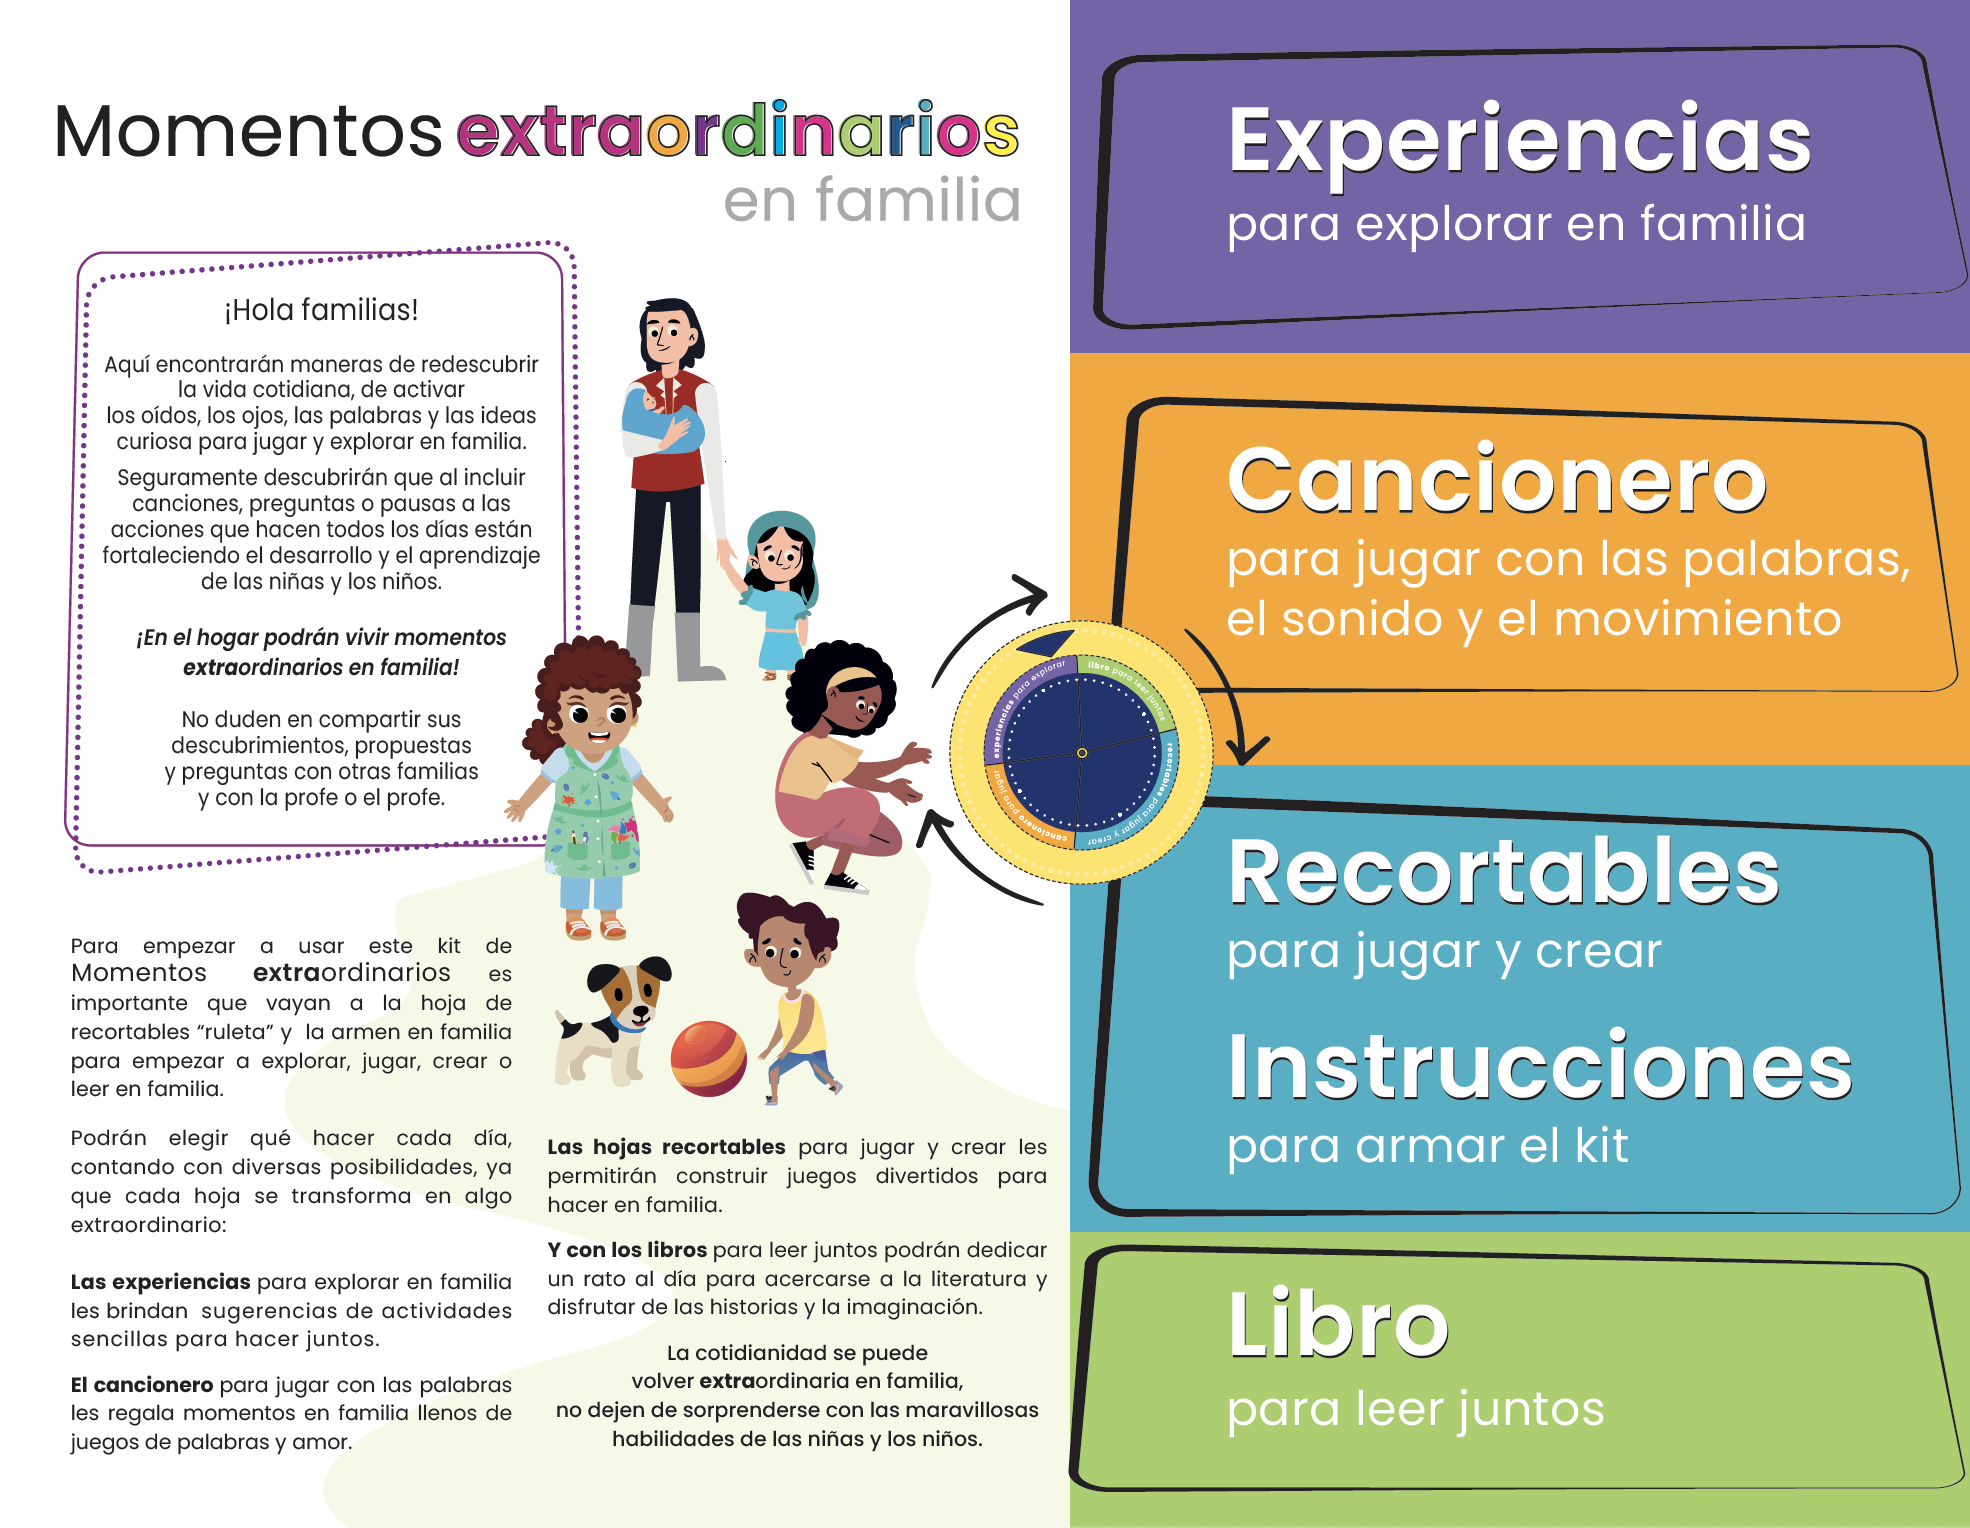 Momentos extraordinarios
en familia
¡Hola familias!
Aquí encontrarán maneras de redescubrir
la vida cotidiana, de activar
los oídos, los ojos, las palabras y las ideas
curiosa para jugar y explorar en familia.
Seguramente descubrirán que al incluir
canciones, preguntas o pausas a las
acciones que hacen todos los días están
fortaleciendo el desarrollo y el aprendizaje
de las niñas y los niños.
¡En el hogar podrán vivir momentos
extraordinarios en familia!
No duden en compartir sus
descubrimientos, propuestas
y preguntas con otras familias
y con la profe o el profe.
Para empezar a usar este kit de
Momentos extraordinarios es
importante que vayan a la hoja de
recortables “ruleta” y la armen en familia
para empezar a explorar, jugar, crear o
leer en familia.
Podrán elegir qué hacer cada día,
contando con diversas posibilidades, ya
que cada hoja se transforma en algo
extraordinario:
Las experiencias para explorar en familia
les brindan sugerencias de actividades
sencillas para hacer juntos.
El cancionero para jugar con las palabras
les regala momentos en familia llenos de
juegos de palabras y amor.
Las hojas recortables para jugar y crear les
permitirán construir juegos divertidos para
hacer en familia.
Y con los libros para leer juntos podrán dedicar
un rato al día para acercarse a la literatura y
disfrutar de las historias y la imaginación.
La cotidianidad se puede
volver extraordinaria en familia,
no dejen de sorprenderse con las maravillosas
habilidades de las niñas y los niños.
experiencias para explorar
libro para leer juntos
recortables para jugar y crear
cancionero para jugar
Experiencias
para explorar en familia
Cancionero
para jugar con las palabras,
el sonido y el movimiento
Recortables
para jugar y crear
Instrucciones
para armar el kit
Libro
para leer juntos